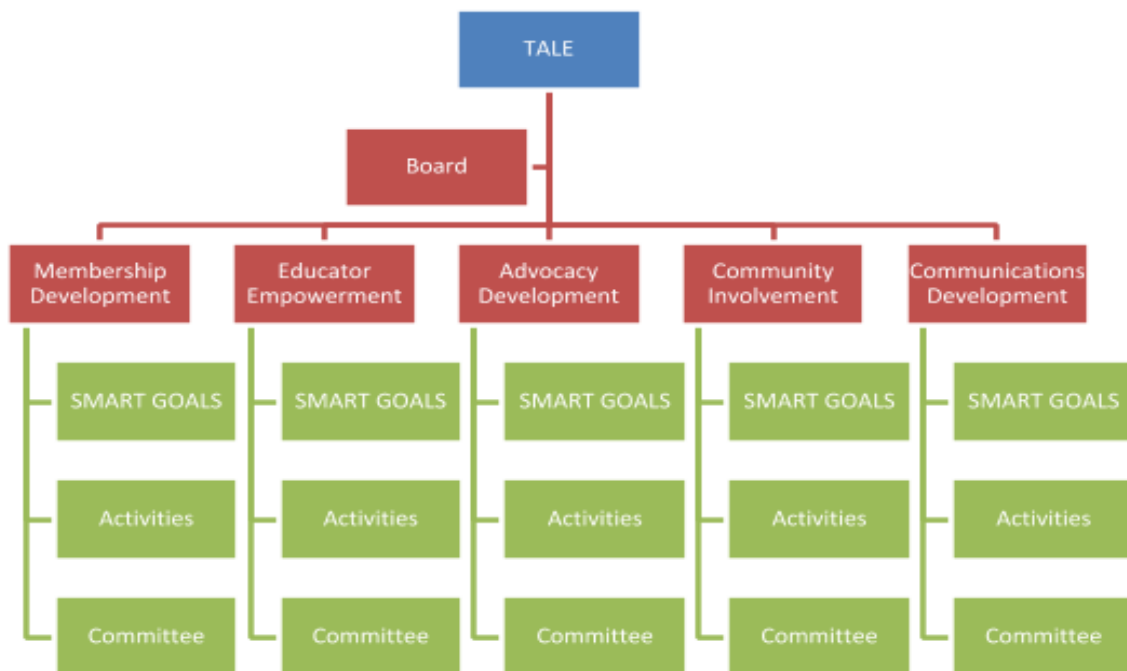 TALE
Board
Membership
Development
Educator
Empowerment
Advocacy
Development
Community
Involvement
Communications
Development
SMART GOALS
SMART GOALS
SMART GOALS
SMART GOALS
SMART GOALS
Activities
Activities
Activities
Activities
Activities
Committee
Committee
Committee
Committee
Committee